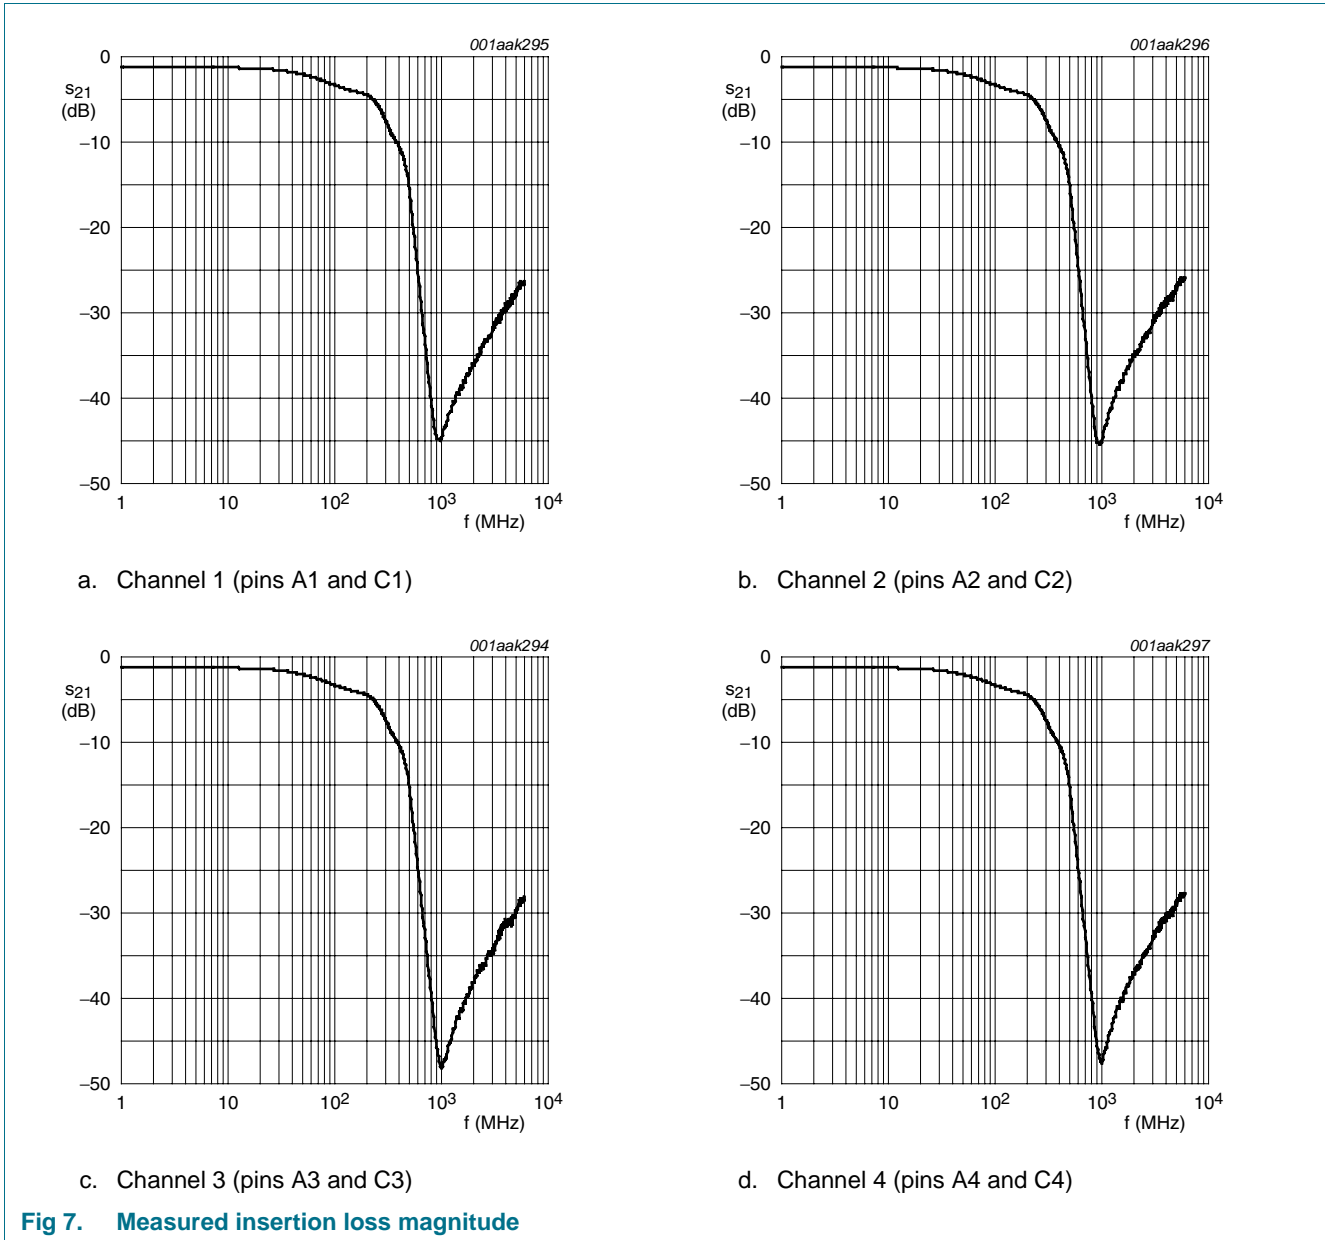 001aak295
0
s21
(dB)
−10
−20
−30
−40
−50
1
10
10²
10³
10⁴
f (MHz)
a. Channel 1 (pins A1 and C1)
001aak296
0
s21
(dB)
−10
−20
−30
−40
−50
1
10
10²
10³
10⁴
f (MHz)
b. Channel 2 (pins A2 and C2)
001aak294
0
s21
(dB)
−10
−20
−30
−40
−50
1
10
10²
10³
10⁴
f (MHz)
c. Channel 3 (pins A3 and C3)
001aak297
0
s21
(dB)
−10
−20
−30
−40
−50
1
10
10²
10³
10⁴
f (MHz)
d. Channel 4 (pins A4 and C4)
Fig 7. Measured insertion loss magnitude